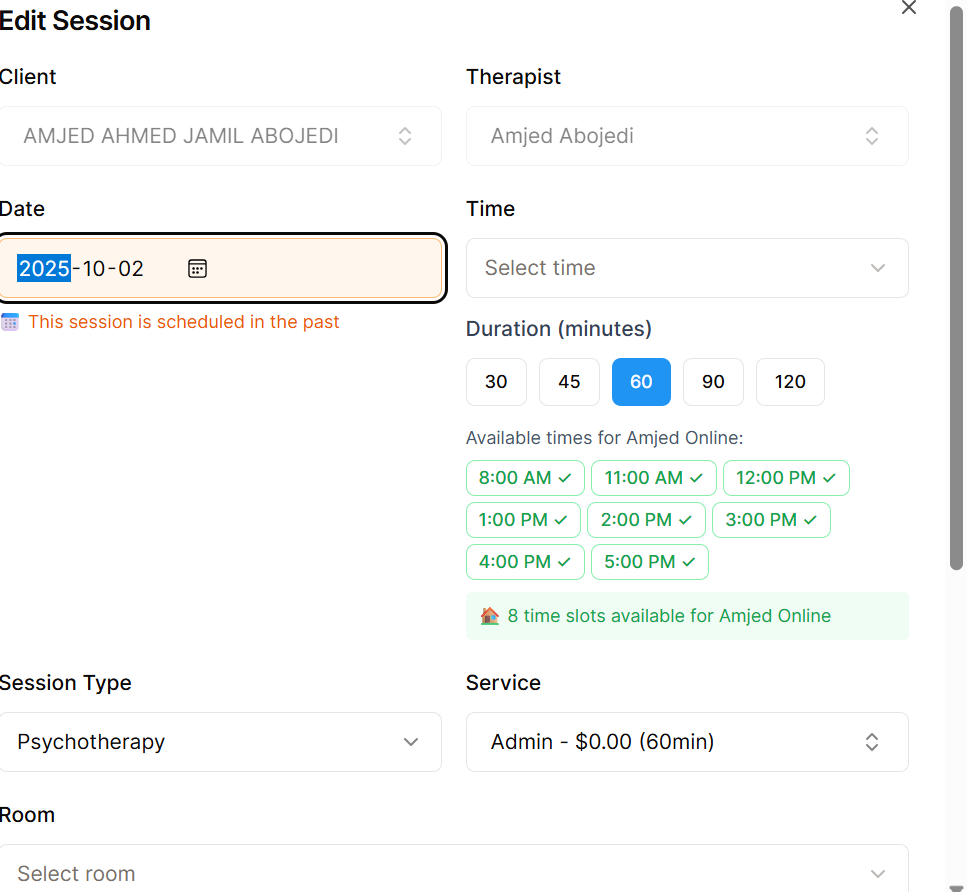 Edit Session
Client
Therapist
AMJED AHMED JAMIL ABOJEDI
Amjed Abojedi
Date
Time
2025-10-02
Select time
This session is scheduled in the past
Duration (minutes)
30 45 60 90 120
Available times for Amjed Online:
8:00 AM ✓ 11:00 AM ✓ 12:00 PM ✓
1:00 PM ✓ 2:00 PM ✓ 3:00 PM ✓
4:00 PM ✓ 5:00 PM ✓
8 time slots available for Amjed Online
Session Type
Service
Psychotherapy
Admin - $0.00 (60min)
Room
Select room